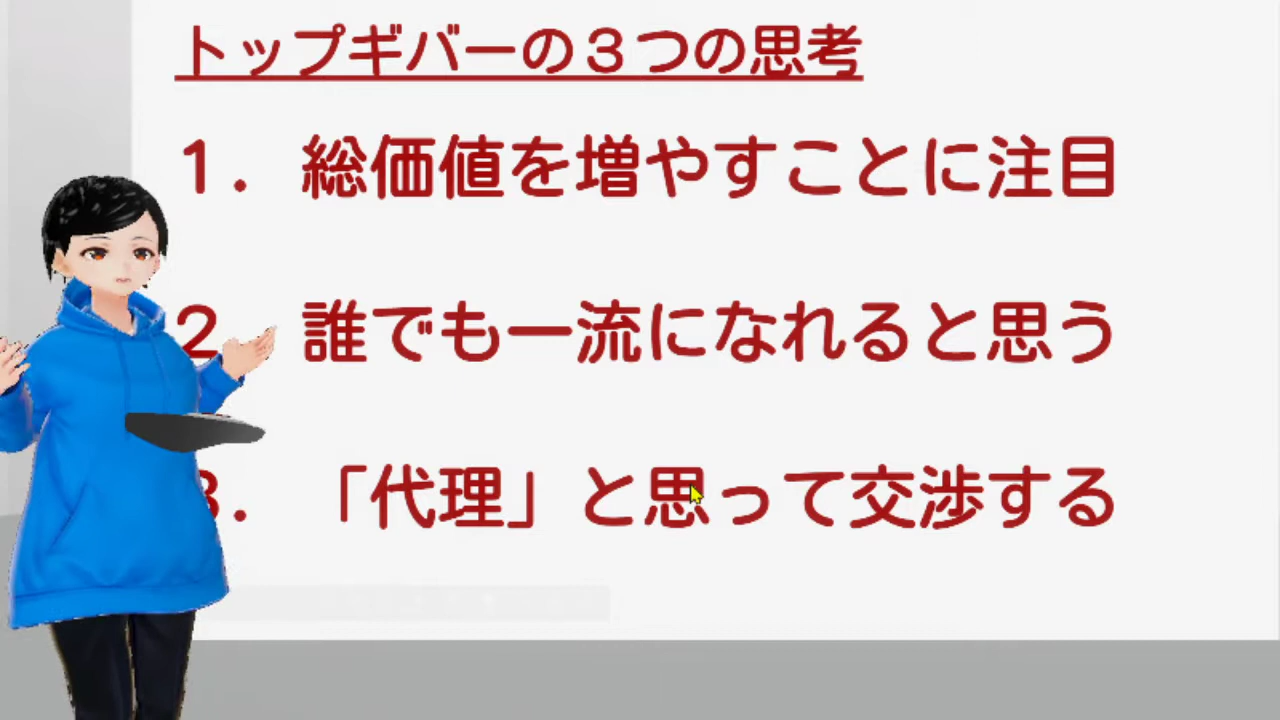 トップギバーの３つの思考
１． 総価値を増やすことに注目
２． 誰でも一流になれると思う
３． 「代理」と思って交渉する